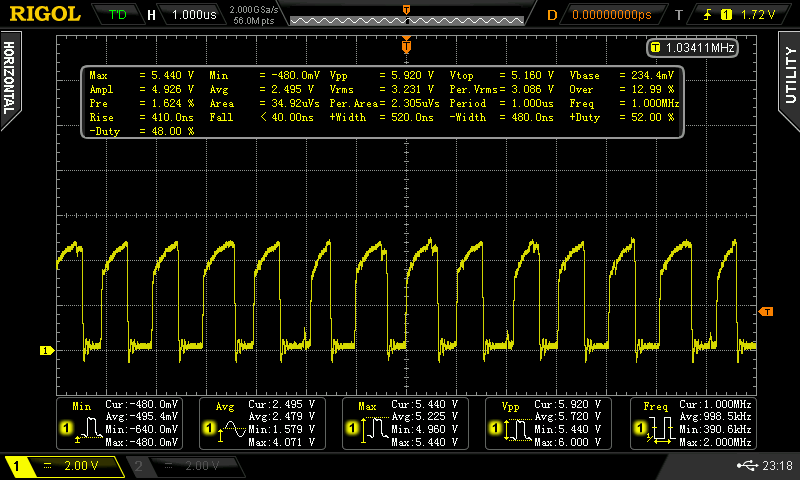 RIGOL T'D H 1.000us 2.000GSa/s 56.0M pts D 0.00000000ps T 1 1.72 V
HORIZONTAL
UTILITY
T
T 1.03411MHz
Max = 5.440 V Min = -480.0mV Vpp = 5.920 V Vtop = 5.160 V Vbase = 234.4mV
Ampl = 4.926 V Avg = 2.495 V Vrms = 3.231 V Per.Vrms= 3.086 V Over = 12.99 %
Pre = 1.624 % Area = 34.92uVs Per.Area= 2.305uVs Period = 1.000us Freq = 1.000MHz
Rise = 410.0ns Fall < 40.00ns +Width = 520.0ns -Width = 480.0ns +Duty = 52.00 %
-Duty = 48.00 %
T
1
Min
1
Cur:-480.0mV
Avg:-495.4mV
Min:-640.0mV
Max:-480.0mV
Avg
1
Cur:2.495 V
Avg:2.479 V
Min:1.579 V
Max:4.071 V
Max
1
Cur:5.440 V
Avg:5.225 V
Min:4.960 V
Max:5.440 V
Vpp
1
Cur:5.920 V
Avg:5.720 V
Min:5.440 V
Max:6.000 V
Freq
1
Cur:1.000MHz
Avg:998.5kHz
Min:390.6kHz
Max:2.000MHz
1 2.00 V 2 2.00 V 23:18